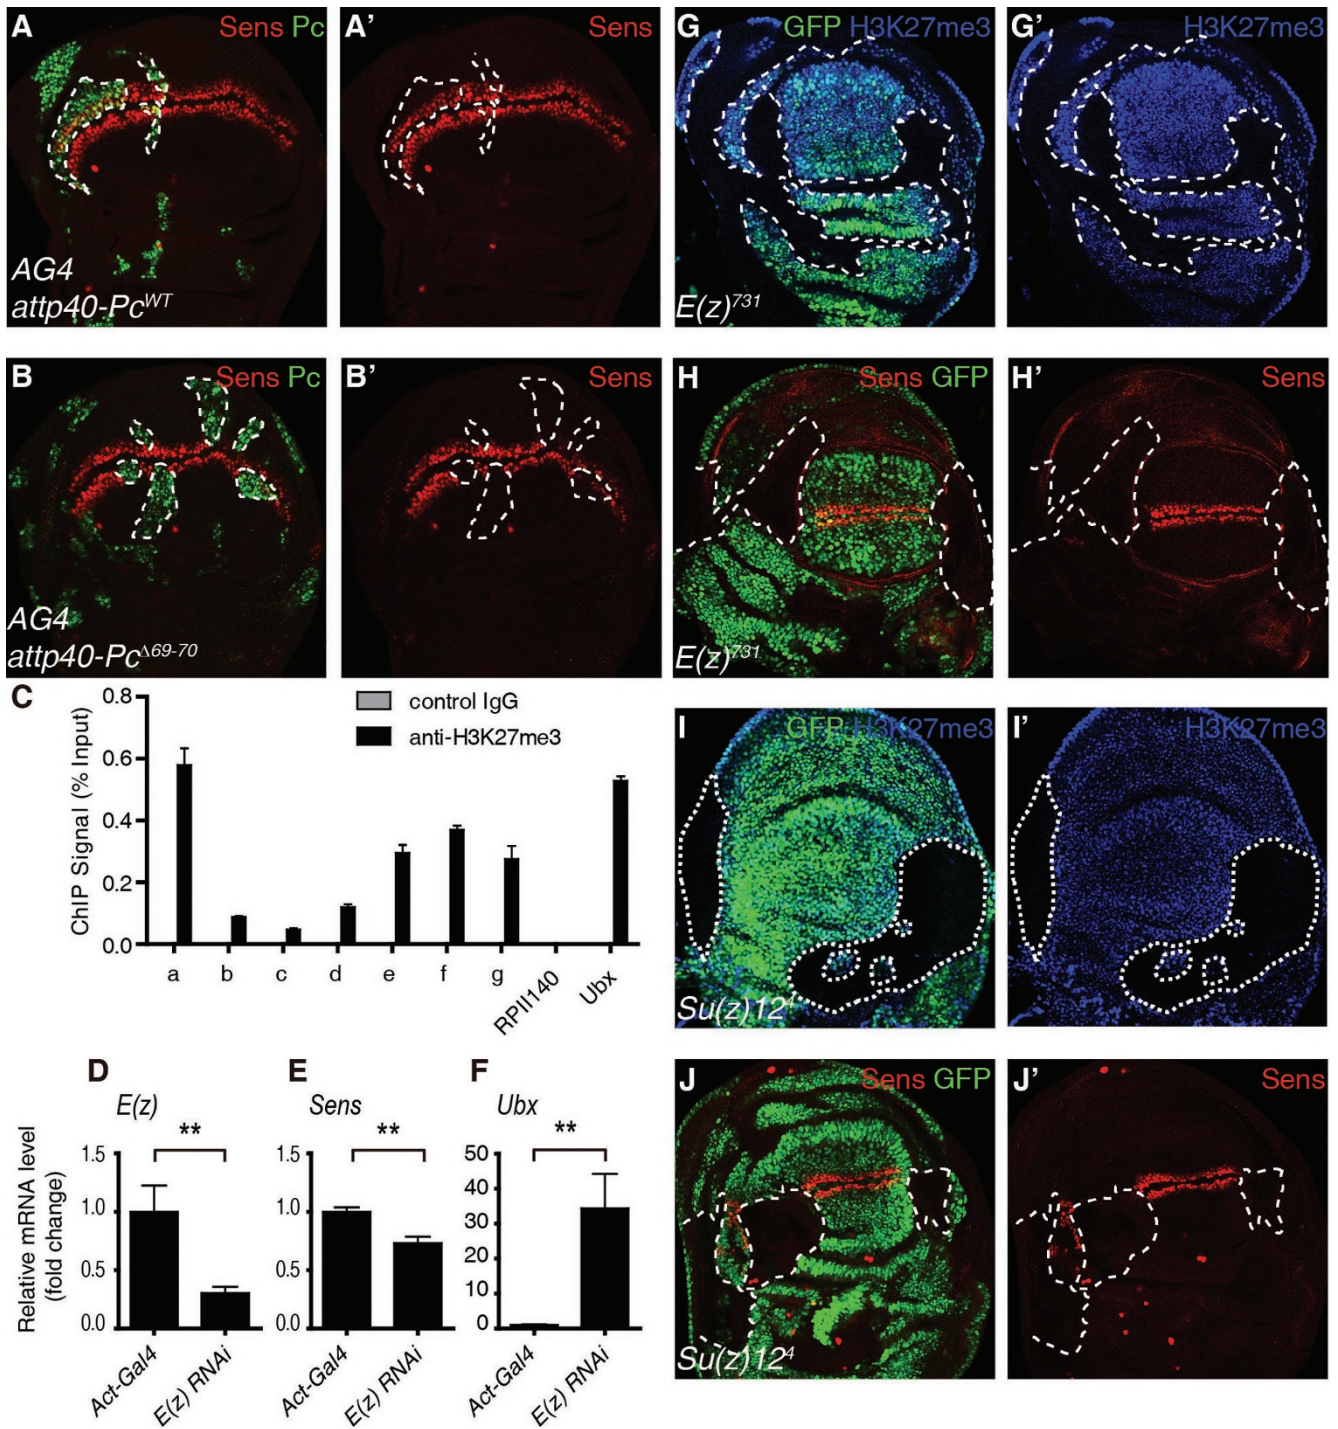 A Sens Pc
AG4
attp40-Pc^WT
A' Sens
G GFP H3K27me3
E(z)^731
G' H3K27me3
B Sens Pc
AG4
attp40-Pc^Δ69-70
B' Sens
H Sens GFP
E(z)^731
H' Sens
C
ChIP Signal (% Input)
0.8
0.6
0.4
0.2
0.0
control IgG
anti-H3K27me3
a b c d e f g RPII140 Ubx
I GFP H3K27me3
Su(z)12^4
I' H3K27me3
D E F
E(z) Sens Ubx
Relative mRNA level
(fold change)
** ** **
1.5
1.0
0.5
0.0
1.5
1.0
0.5
0.0
50
40
30
20
10
0
Act-Gal4 E(z) RNAi Act-Gal4 E(z) RNAi Act-Gal4 E(z) RNAi
J Sens GFP
Su(z)12^4
J' Sens